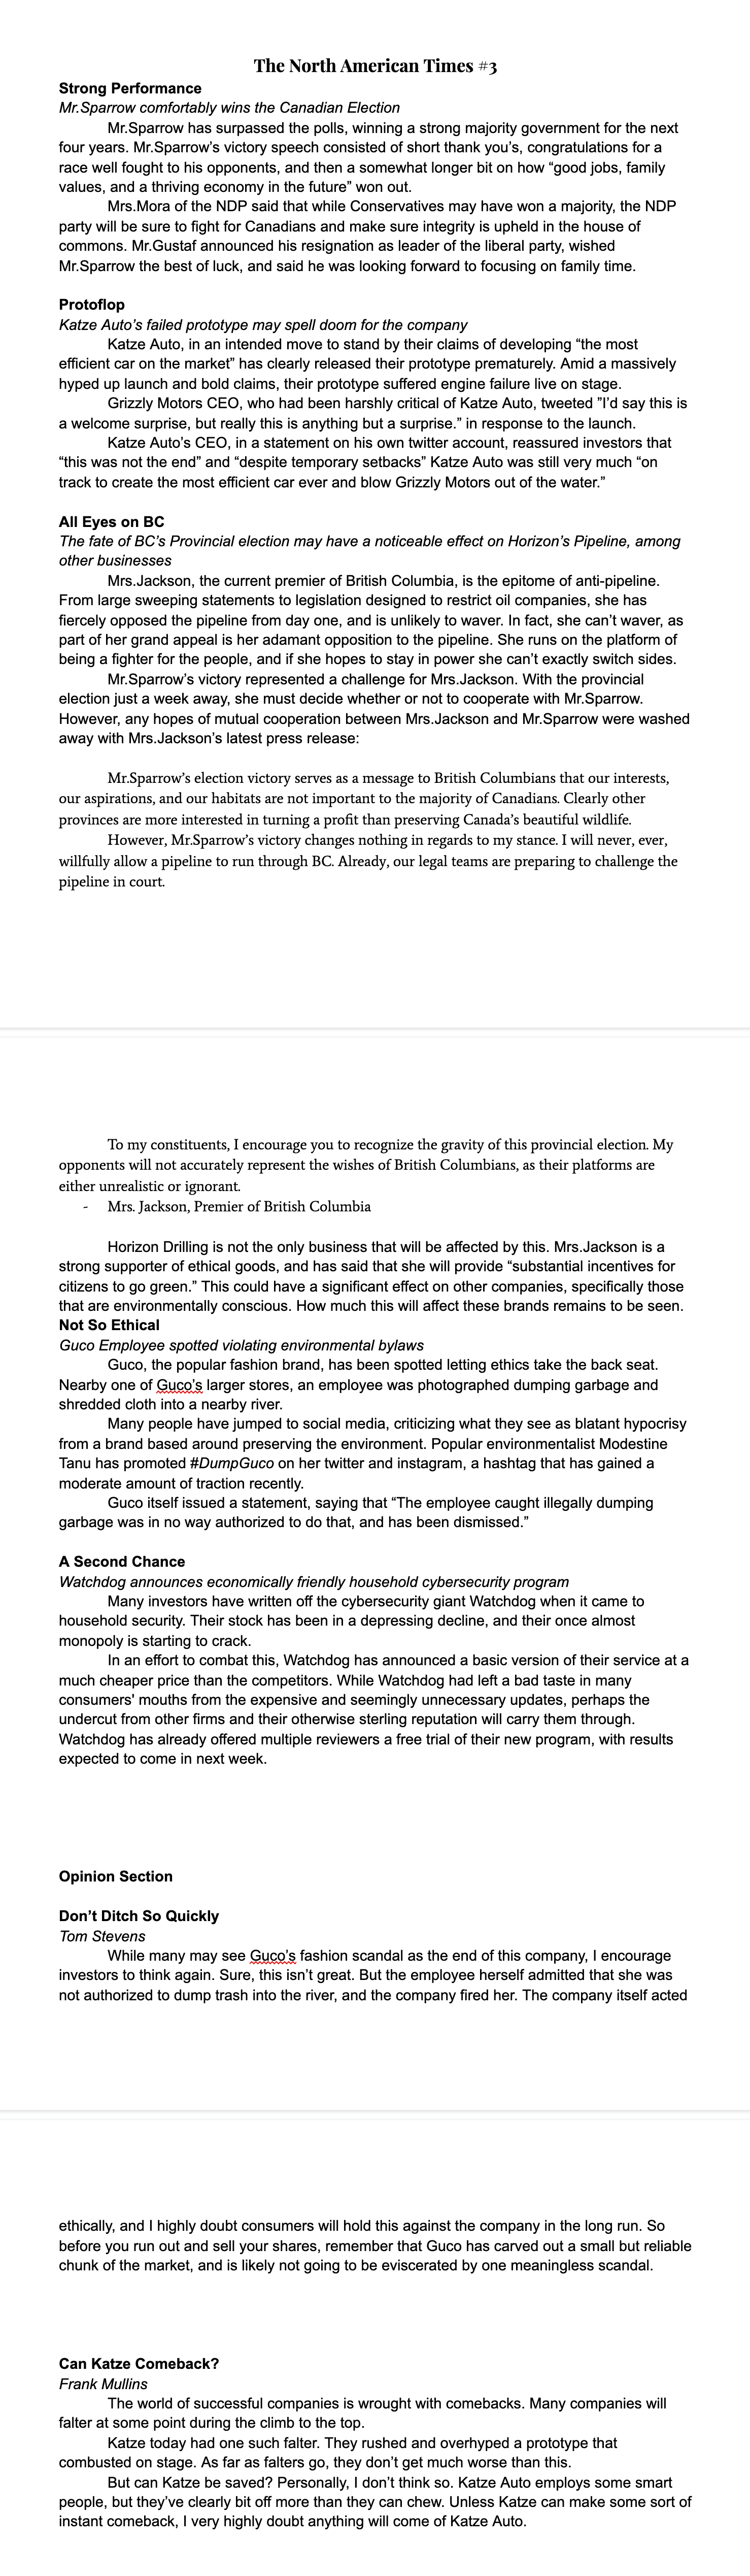 The North American Times #3
Strong Performance
Mr.Sparrow comfortably wins the Canadian Election
Mr.Sparrow has surpassed the polls, winning a strong majority government for the next
four years. Mr.Sparrow’s victory speech consisted of short thank you’s, congratulations for a
race well fought to his opponents, and then a somewhat longer bit on how “good jobs, family
values, and a thriving economy in the future” won out.
Mrs.Mora of the NDP said that while Conservatives may have won a majority, the NDP
party will be sure to fight for Canadians and make sure integrity is upheld in the house of
commons. Mr.Gustaf announced his resignation as leader of the liberal party, wished
Mr.Sparrow the best of luck, and said he was looking forward to focusing on family time.
Protoflop
Katze Auto’s failed prototype may spell doom for the company
Katze Auto, in an intended move to stand by their claims of developing “the most
efficient car on the market” has clearly released their prototype prematurely. Amid a massively
hyped up launch and bold claims, their prototype suffered engine failure live on stage.
Grizzly Motors CEO, who had been harshly critical of Katze Auto, tweeted ”I’d say this is
a welcome surprise, but really this is anything but a surprise.” in response to the launch.
Katze Auto’s CEO, in a statement on his own twitter account, reassured investors that
“this was not the end” and “despite temporary setbacks” Katze Auto was still very much “on
track to create the most efficient car ever and blow Grizzly Motors out of the water.”
All Eyes on BC
The fate of BC’s Provincial election may have a noticeable effect on Horizon’s Pipeline, among
other businesses
Mrs.Jackson, the current premier of British Columbia, is the epitome of anti-pipeline.
From large sweeping statements to legislation designed to restrict oil companies, she has
fiercely opposed the pipeline from day one, and is unlikely to waver. In fact, she can’t waver, as
part of her grand appeal is her adamant opposition to the pipeline. She runs on the platform of
being a fighter for the people, and if she hopes to stay in power she can’t exactly switch sides.
Mr.Sparrow’s victory represented a challenge for Mrs.Jackson. With the provincial
election just a week away, she must decide whether or not to cooperate with Mr.Sparrow.
However, any hopes of mutual cooperation between Mrs.Jackson and Mr.Sparrow were washed
away with Mrs.Jackson’s latest press release:
Mr.Sparrow’s election victory serves as a message to British Columbians that our interests,
our aspirations, and our habitats are not important to the majority of Canadians. Clearly other
provinces are more interested in turning a profit than preserving Canada’s beautiful wildlife.
However, Mr.Sparrow’s victory changes nothing in regards to my stance. I will never, ever,
willfully allow a pipeline to run through BC. Already, our legal teams are preparing to challenge the
pipeline in court.
To my constituents, I encourage you to recognize the gravity of this provincial election. My
opponents will not accurately represent the wishes of British Columbians, as their platforms are
either unrealistic or ignorant.
- Mrs. Jackson, Premier of British Columbia
Horizon Drilling is not the only business that will be affected by this. Mrs.Jackson is a
strong supporter of ethical goods, and has said that she will provide “substantial incentives for
citizens to go green.” This could have a significant effect on other companies, specifically those
that are environmentally conscious. How much this will affect these brands remains to be seen.
Not So Ethical
Guco Employee spotted violating environmental bylaws
Guco, the popular fashion brand, has been spotted letting ethics take the back seat.
Nearby one of Guco’s larger stores, an employee was photographed dumping garbage and
shredded cloth into a nearby river.
Many people have jumped to social media, criticizing what they see as blatant hypocrisy
from a brand based around preserving the environment. Popular environmentalist Modestine
Tanu has promoted #DumpGuco on her twitter and instagram, a hashtag that has gained a
moderate amount of traction recently.
Guco itself issued a statement, saying that “The employee caught illegally dumping
garbage was in no way authorized to do that, and has been dismissed.”
A Second Chance
Watchdog announces economically friendly household cybersecurity program
Many investors have written off the cybersecurity giant Watchdog when it came to
household security. Their stock has been in a depressing decline, and their once almost
monopoly is starting to crack.
In an effort to combat this, Watchdog has announced a basic version of their service at a
much cheaper price than the competitors. While Watchdog had left a bad taste in many
consumers' mouths from the expensive and seemingly unnecessary updates, perhaps the
undercut from other firms and their otherwise sterling reputation will carry them through.
Watchdog has already offered multiple reviewers a free trial of their new program, with results
expected to come in next week.
Opinion Section
Don’t Ditch So Quickly
Tom Stevens
While many may see Guco’s fashion scandal as the end of this company, I encourage
investors to think again. Sure, this isn’t great. But the employee herself admitted that she was
not authorized to dump trash into the river, and the company fired her. The company itself acted
ethically, and I highly doubt consumers will hold this against the company in the long run. So
before you run out and sell your shares, remember that Guco has carved out a small but reliable
chunk of the market, and is likely not going to be eviscerated by one meaningless scandal.
Can Katze Comeback?
Frank Mullins
The world of successful companies is wrought with comebacks. Many companies will
falter at some point during the climb to the top.
Katze today had one such falter. They rushed and overhyped a prototype that
combusted on stage. As far as falters go, they don’t get much worse than this.
But can Katze be saved? Personally, I don’t think so. Katze Auto employs some smart
people, but they’ve clearly bit off more than they can chew. Unless Katze can make some sort of
instant comeback, I very highly doubt anything will come of Katze Auto.